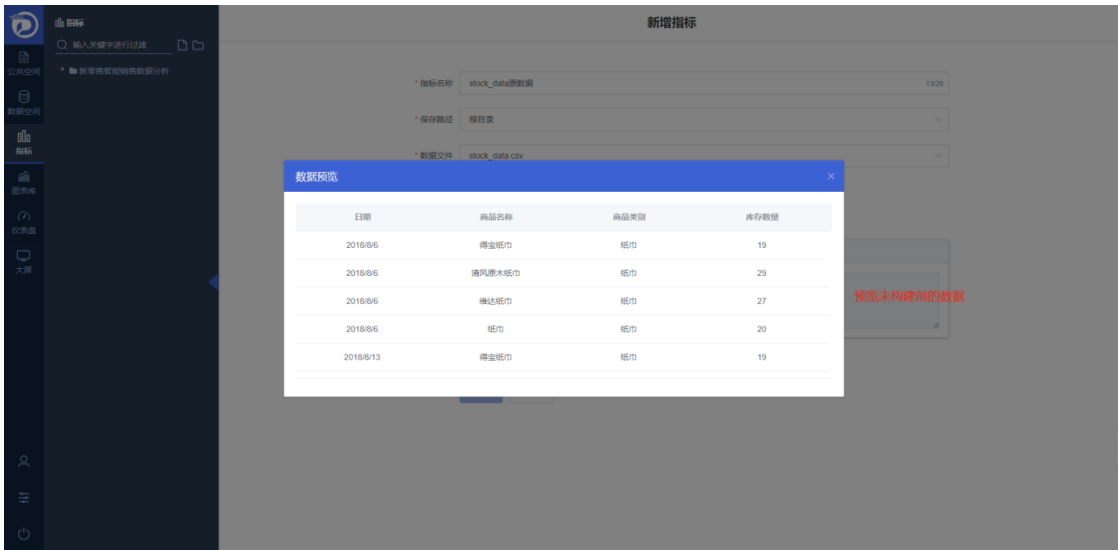 指标
新增指标
输入关键字进行过滤
公共空间
新零售智能销售数据分析
* 指标名称 stock_data原数据 13/20
数据空间
* 保存路径 根目录
指标
* 数据文件 stock_data.csv
数据预览 ×
图表库
日期 商品名称 商品类别 库存数量
仪表盘
2018/8/6 得宝纸巾 纸巾 19
大屏
2018/8/6 清风原木纸巾 纸巾 29
2018/8/6 维达纸巾 纸巾 27
预览未构建前的数据
2018/8/6 纸巾 纸巾 20
2018/8/13 得宝纸巾 纸巾 19